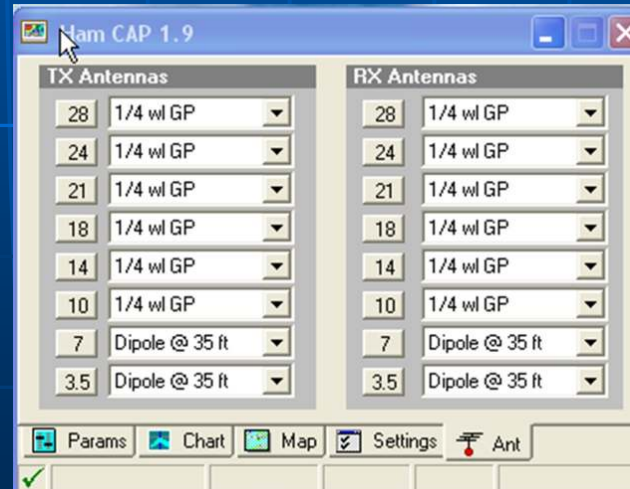 Ham CAP 1.9
TX Antennas
28 1/4 wl GP
24 1/4 wl GP
21 1/4 wl GP
18 1/4 wl GP
14 1/4 wl GP
10 1/4 wl GP
7 Dipole @ 35 ft
3.5 Dipole @ 35 ft
RX Antennas
28 1/4 wl GP
24 1/4 wl GP
21 1/4 wl GP
18 1/4 wl GP
14 1/4 wl GP
10 1/4 wl GP
7 Dipole @ 35 ft
3.5 Dipole @ 35 ft
Params Chart Map Settings Ant